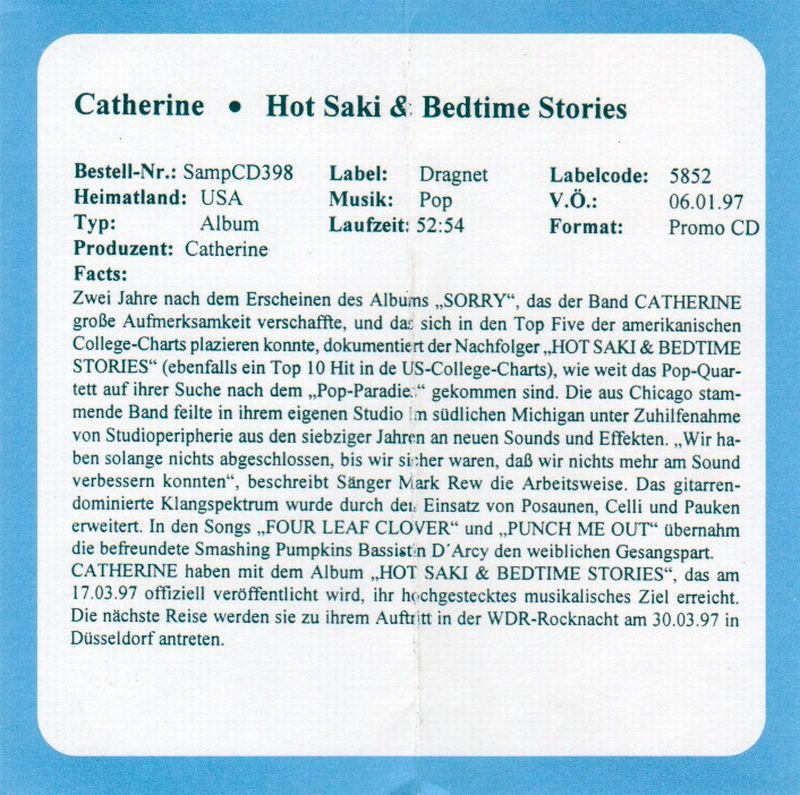 Catherine • Hot Saki & Bedtime Stories
Bestell-Nr.: SampCD398 Label: Dragnet Labelcode: 5852
Heimatland: USA Musik: Pop V.Ö.: 06.01.97
Typ: Album Laufzeit: 52:54 Format: Promo CD
Produzent: Catherine
Facts:
Zwei Jahre nach dem Erscheinen des Albums „SORRY“, das der Band CATHERINE
große Aufmerksamkeit verschaffte, und das sich in den Top Five der amerikanischen
College-Charts plazieren konnte, dokumentiert der Nachfolger „HOT SAKI & BEDTIME
STORIES“ (ebenfalls ein Top 10 Hit in de US-College-Charts), wie weit das Pop-Quar-
tett auf ihrer Suche nach dem „Pop-Paradies“ gekommen sind. Die aus Chicago stam-
mende Band feilte in ihrem eigenen Studio im südlichen Michigan unter Zuhilfenahme
von Studioperipherie aus den siebziger Jahren an neuen Sounds und Effekten. „Wir ha-
ben solange nichts abgeschlossen, bis wir sicher waren, daß wir nichts mehr am Sound
verbessern konnten“, beschreibt Sänger Mark Rew die Arbeitsweise. Das gitarren-
dominierte Klangspektrum wurde durch den Einsatz von Posaunen, Celli und Pauken
erweitert. In den Songs „FOUR LEAF CLOVER“ und „PUNCH ME OUT“ übernahm
die befreundete Smashing Pumpkins Bassistin D´Arcy den weiblichen Gesangspart.
CATHERINE haben mit dem Album „HOT SAKI & BEDTIME STORIES“, das am
17.03.97 offiziell veröffentlicht wird, ihr hochgestecktes musikalisches Ziel erreicht.
Die nächste Reise werden sie zu ihrem Auftritt in der WDR-Rocknacht am 30.03.97 in
Düsseldorf antreten.